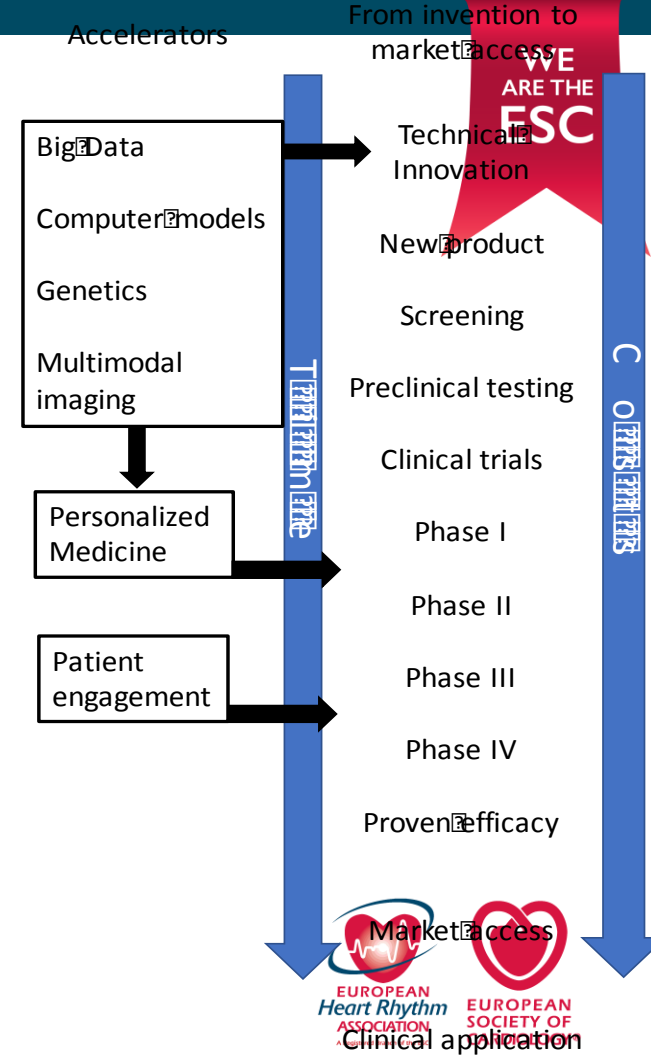 Accelerators
From invention to
market access
WE
ARE THE
ESC
Big Data
Computer models
Genetics
Multimodal
imaging
Technical
Innovation
New product
Screening
Preclinical testing
Clinical trials
Phase I
Phase II
Phase III
Phase IV
Proven efficacy
Market access
Clinical application
Personalized
Medicine
Patient
engagement
EUROPEAN
Heart Rhythm
ASSOCIATION
EUROPEAN
SOCIETY OF
CARDIOLOGY